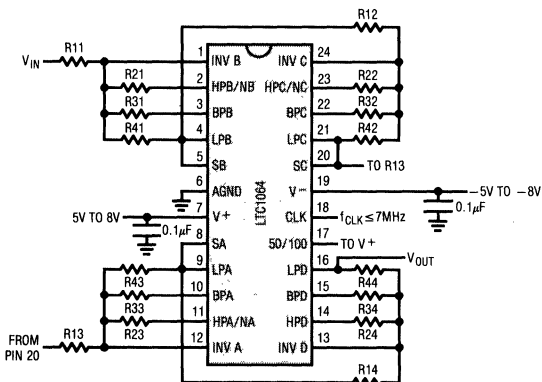 R12
R11
V_IN
1 INV B
INV C 24
R21
2 HPB/NB
HPC/NC 23
R22
R31
3 BPB
BPC 22
R32
R41
4 LPB
LPC 21
R42
5 SB
SC 20
TO R13
6 AGND
V− 19
−5V TO −8V
5V TO 8V
7 V+
CLK 18
fCLK≤7MHz
0.1µF
0.1µF
8 SA
50/100 17
TO V+
LTC1064
9 LPA
LPD 16
VOUT
R43
R44
10 BPA
BPD 15
R33
R34
11 HPA/NA
HPD 14
R23
R24
FROM
PIN 20
R13
12 INV A
INV D 13
R14